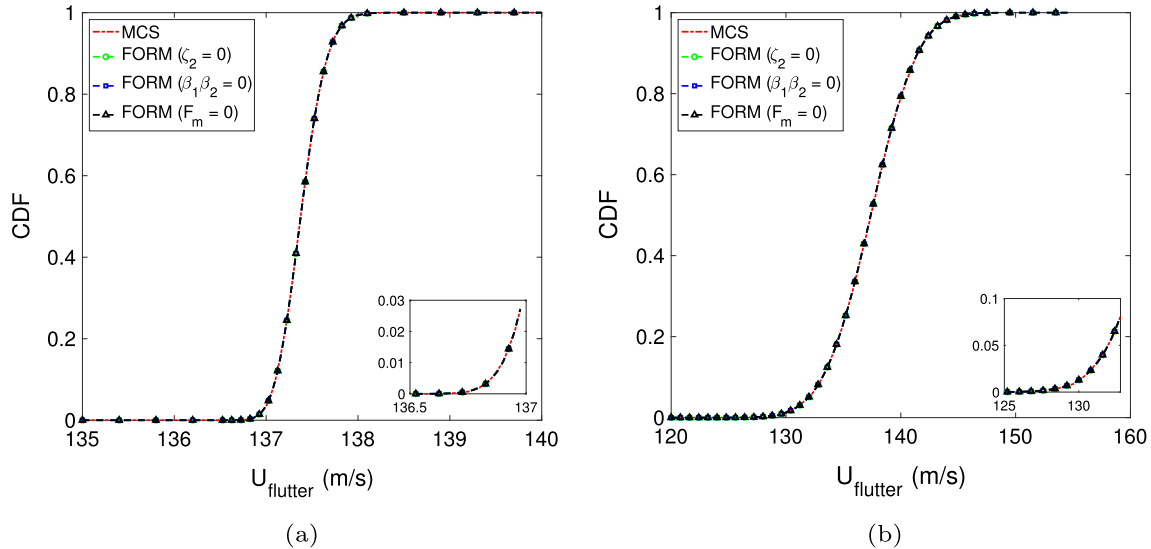 MCS
FORM (ζ₂ = 0)
FORM (β₁β₂ = 0)
FORM (Fₘ = 0)
CDF
1
0.8
0.6
0.4
0.2
0
135 136 137 138 139 140
0.03
0.02
0.01
0
136.5 137
U_flutter (m/s)
(a)
MCS
FORM (ζ₂ = 0)
FORM (β₁β₂ = 0)
FORM (Fₘ = 0)
CDF
1
0.8
0.6
0.4
0.2
0
120 130 140 150 160
0.1
0.05
0
125 130
U_flutter (m/s)
(b)